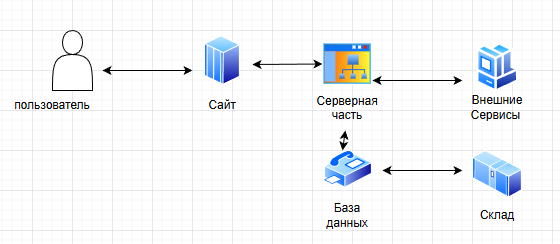 пользователь
Сайт
Серверная
часть
Внешние
Сервисы
База
данных
Склад